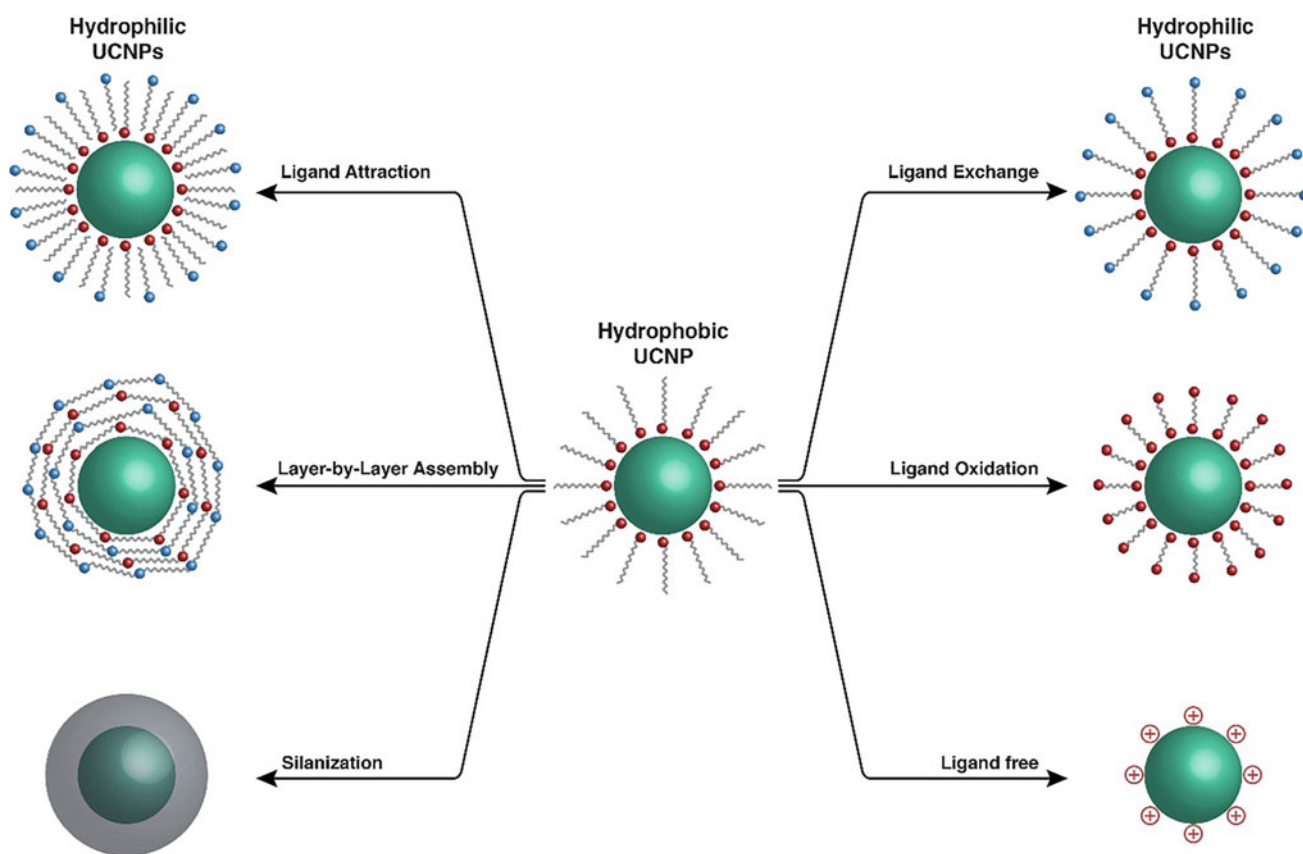 Hydrophilic
UCNPs
Hydrophilic
UCNPs
Ligand Attraction
Ligand Exchange
Hydrophobic
UCNP
Layer-by-Layer Assembly
Ligand Oxidation
Silanization
Ligand free
+
+
+
+
+
+
+
+